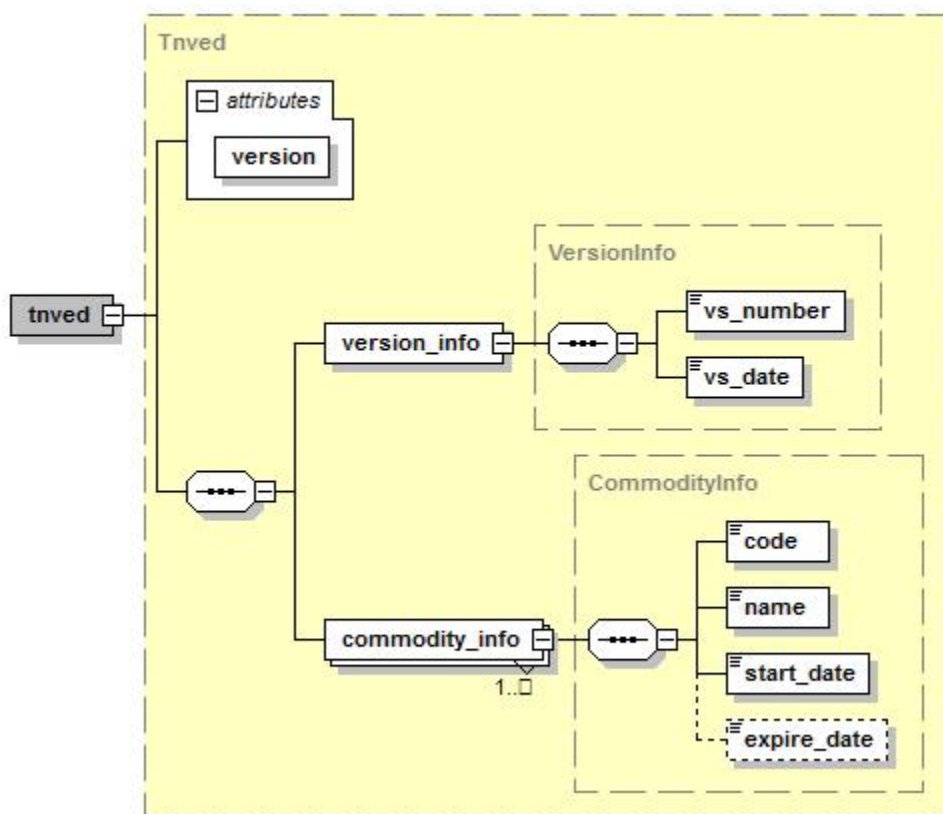 Tnved
attributes
version
tnved
VersionInfo
version_info
vs_number
vs_date
CommodityInfo
commodity_info
1..□
code
name
start_date
expire_date